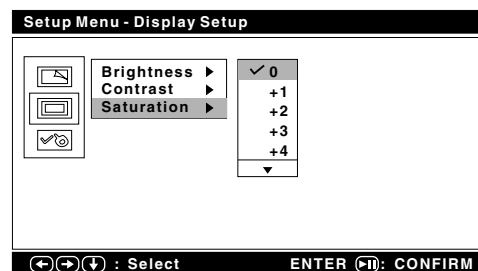 Setup Menu - Display Setup
Brightness
Contrast
Saturation
0
+1
+2
+3
+4
: Select ENTER : CONFIRM